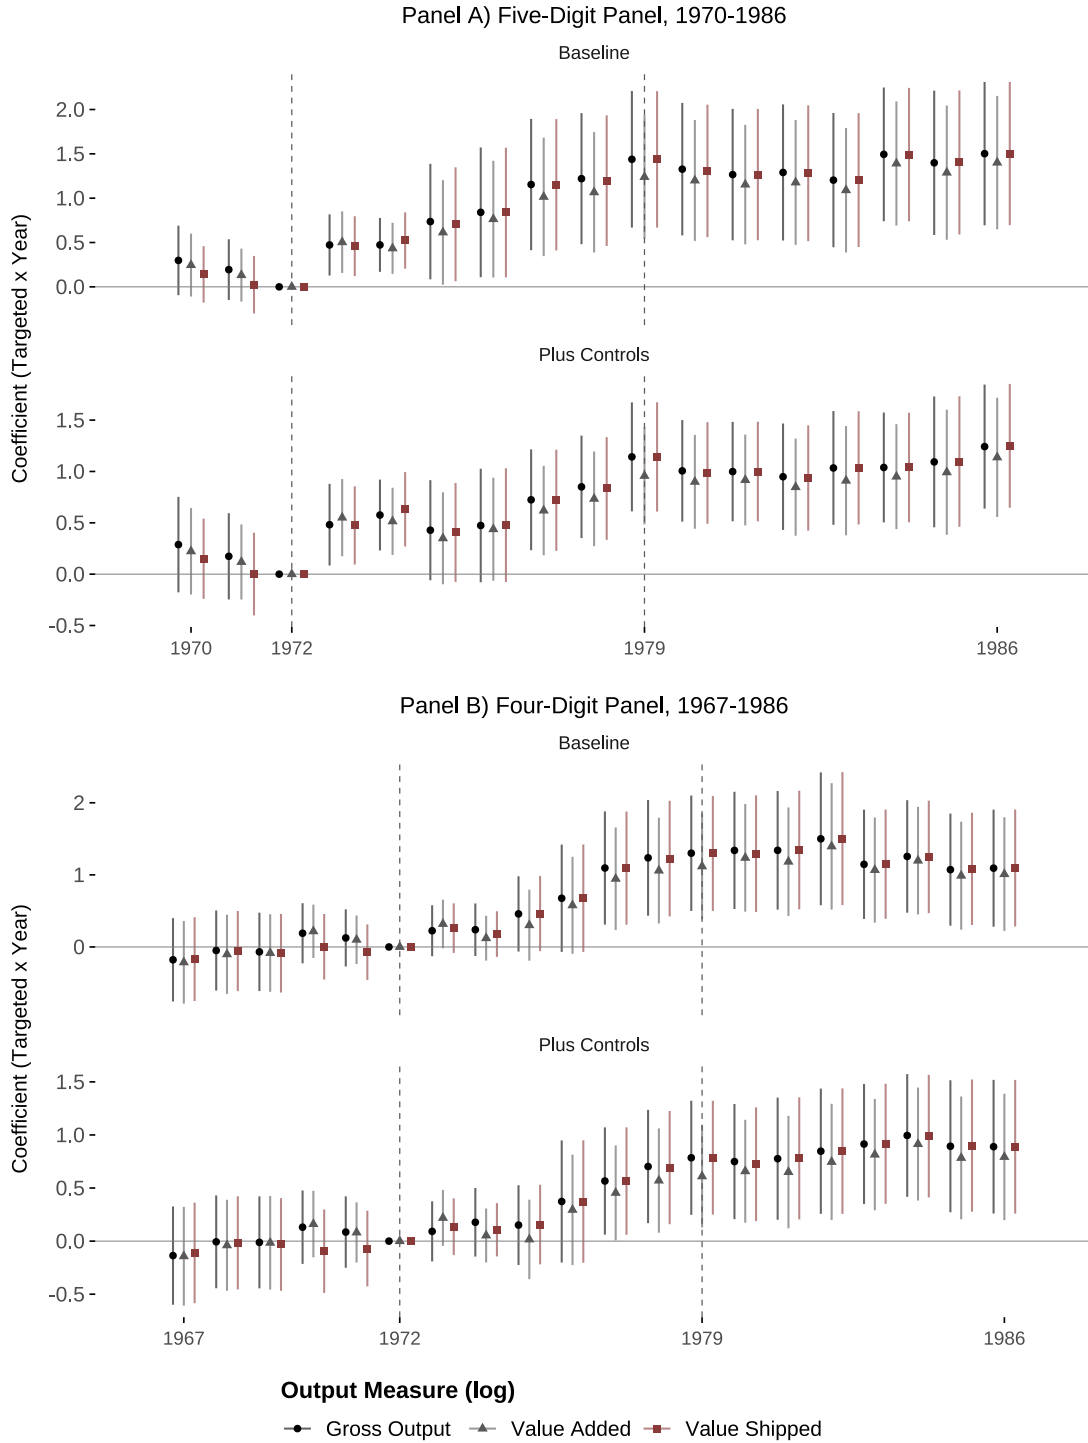 Panel A) Five-Digit Panel, 1970-1986
Baseline
2.0
1.5
1.0
0.5
0.0
Plus Controls
1.5
1.0
0.5
0.0
-0.5
Coefficient (Targeted x Year)
1970 1972 1979 1986
Panel B) Four-Digit Panel, 1967-1986
Baseline
2
1
0
Plus Controls
1.5
1.0
0.5
0.0
-0.5
Coefficient (Targeted x Year)
1967 1972 1979 1986
Output Measure (log)
Gross Output Value Added Value Shipped